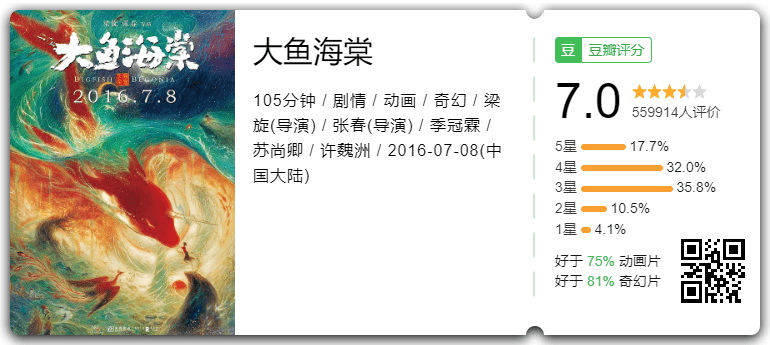 梁旋 张春 导演
大鱼海棠
BIGFISH BEGONIA
2016.7.8
大鱼海棠
105分钟 / 剧情 / 动画 / 奇幻 / 梁
旋(导演) / 张春(导演) / 季冠霖 /
苏尚卿 / 许魏洲 / 2016-07-08(中
国大陆)
豆 豆瓣评分
7.0
559914人评价
5星 17.7%
4星 32.0%
3星 35.8%
2星 10.5%
1星 4.1%
好于 75% 动画片
好于 81% 奇幻片